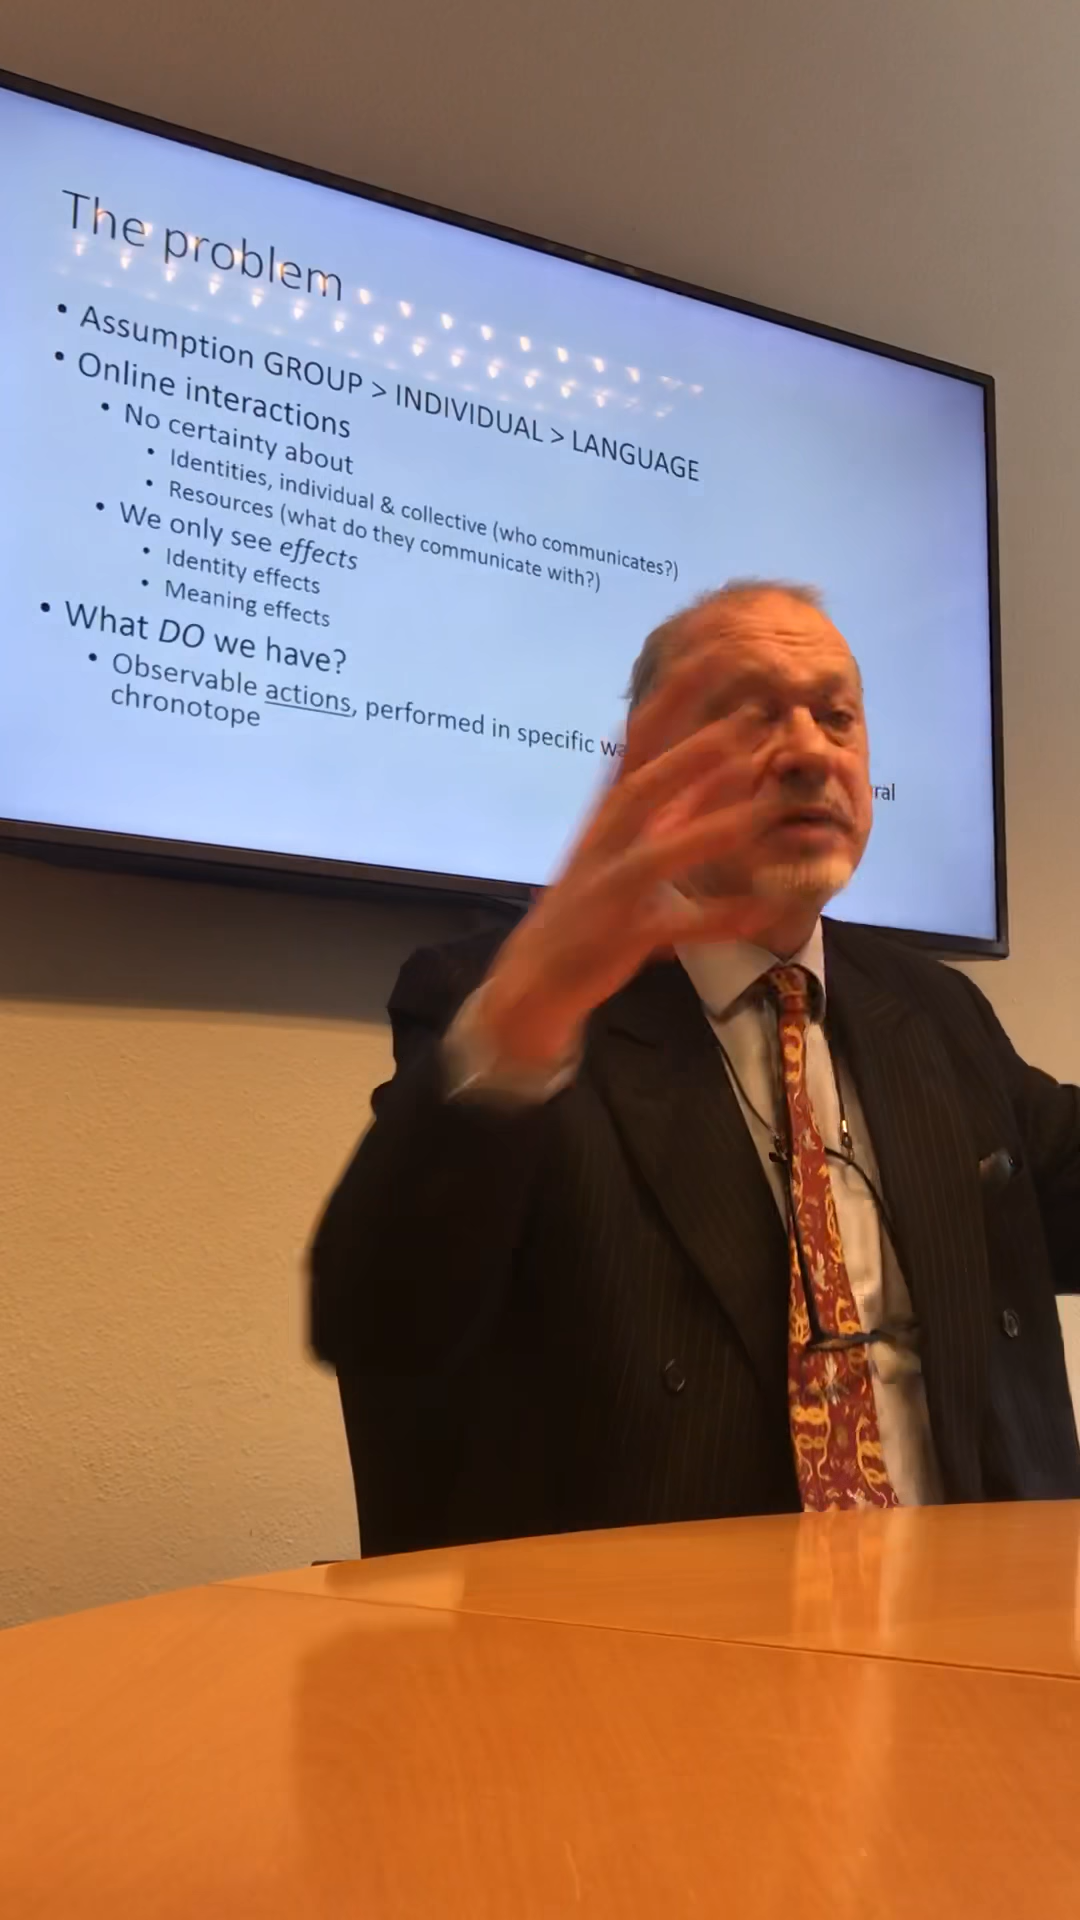 The problem
• Assumption GROUP > INDIVIDUAL > LANGUAGE
• Online interactions
• No certainty about
• Identities, individual & collective (who communicates?)
• Resources (what do they communicate with?)
• We only see effects
• Identity effects
• Meaning effects
• What DO we have?
• Observable actions, performed in specific
chronotope